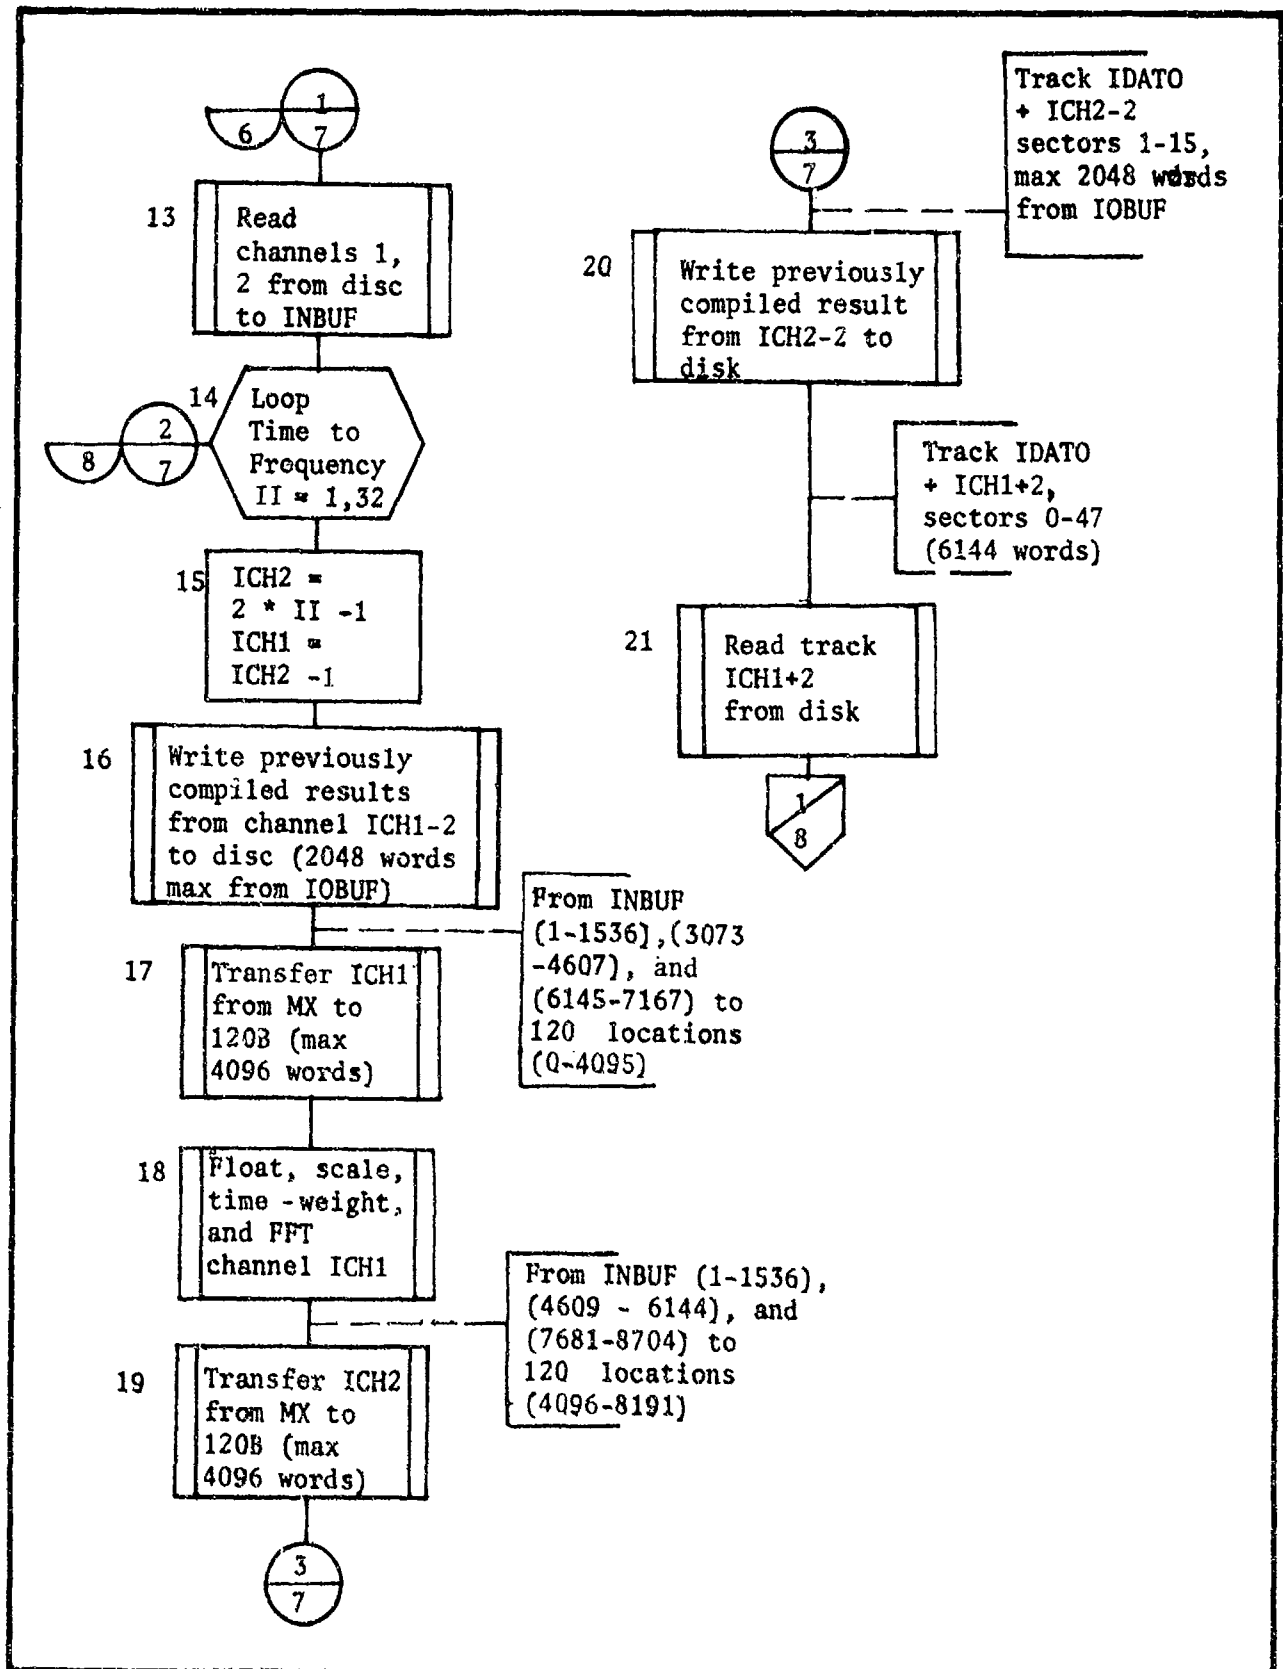 1
6
7
13
Read
channels 1,
2 from disc
to INBUF
14
Loop
Time to
Frequency
II = 1,32
2
8
7
15
ICH2 =
2 * II -1
ICH1 =
ICH2 -1
16
Write previously
compiled results
from channel ICH1-2
to disc (2048 words
max from IOBUF)
From INBUF
(1-1536),(3073
-4607), and
(6145-7167) to
120 locations
(0-4095)
17
Transfer ICH1
from MX to
120B (max
4096 words)
18
Float, scale,
time -weight,
and FFT
channel ICH1
From INBUF (1-1536),
(4609 - 6144), and
(7681-8704) to
120 locations
(4096-8191)
19
Transfer ICH2
from MX to
120B (max
4096 words)
3
7
3
7
Track IDATO
+ ICH2-2
sectors 1-15,
max 2048 words
from IOBUF
20
Write previously
compiled result
from ICH2-2 to
disk
Track IDATO
+ ICH1+2,
sectors 0-47
(6144 words)
21
Read track
ICH1+2
from disk
1
8